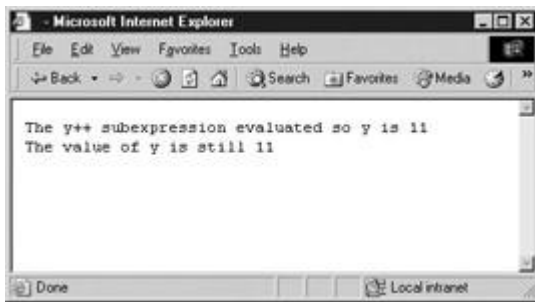 - Microsoft Internet Explorer
File Edit View Favorites Tools Help
Back Search Favorites Media »
The y++ subexpression evaluated so y is 11
The value of y is still 11
Done Local intranet